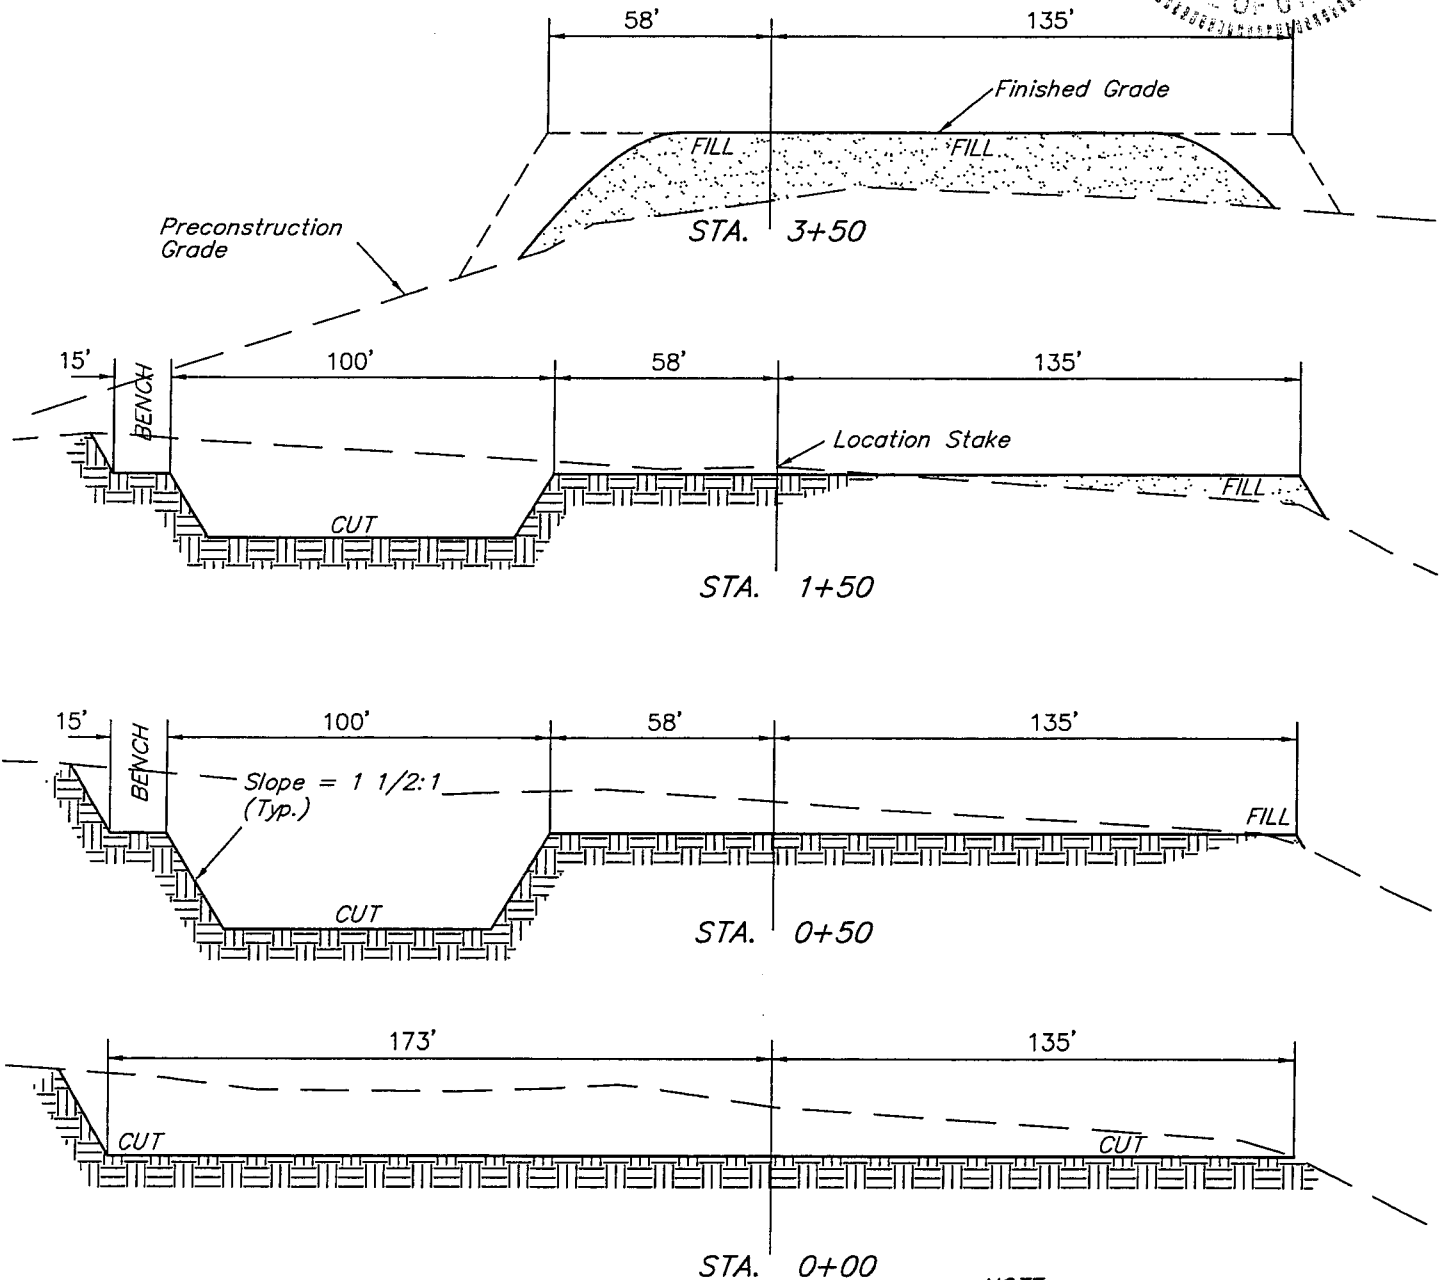 OF UT
58' 135'
Finished Grade
FILL FILL
STA. 3+50
Preconstruction
Grade
15' BENCH 100' 58' 135'
Location Stake
CUT
FILL
STA. 1+50
15' BENCH 100' 58' 135'
Slope = 1 1/2:1
(Typ.)
FILL
CUT
STA. 0+50
173' 135'
CUT CUT
STA. 0+00